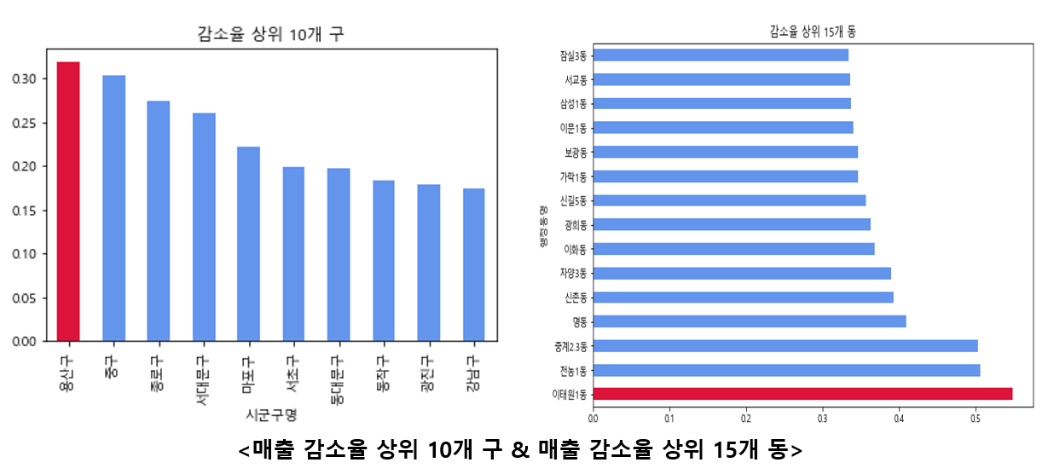 감소율 상위 10개 구
0.30
0.25
0.20
0.15
0.10
0.05
0.00
용산구
중구
종로구
서대문구
마포구
서초구
동대문구
동작구
광진구
강남구
시군구명
감소율 상위 15개 동
잠실3동
서교동
삼성1동
이문1동
보광동
가락1동
신길5동
광희동
이화동
자양3동
신촌동
명동
중계2.3동
전농1동
이태원1동
행정동명
0.0
0.1
0.2
0.3
0.4
0.5
<매출 감소율 상위 10개 구 & 매출 감소율 상위 15개 동>